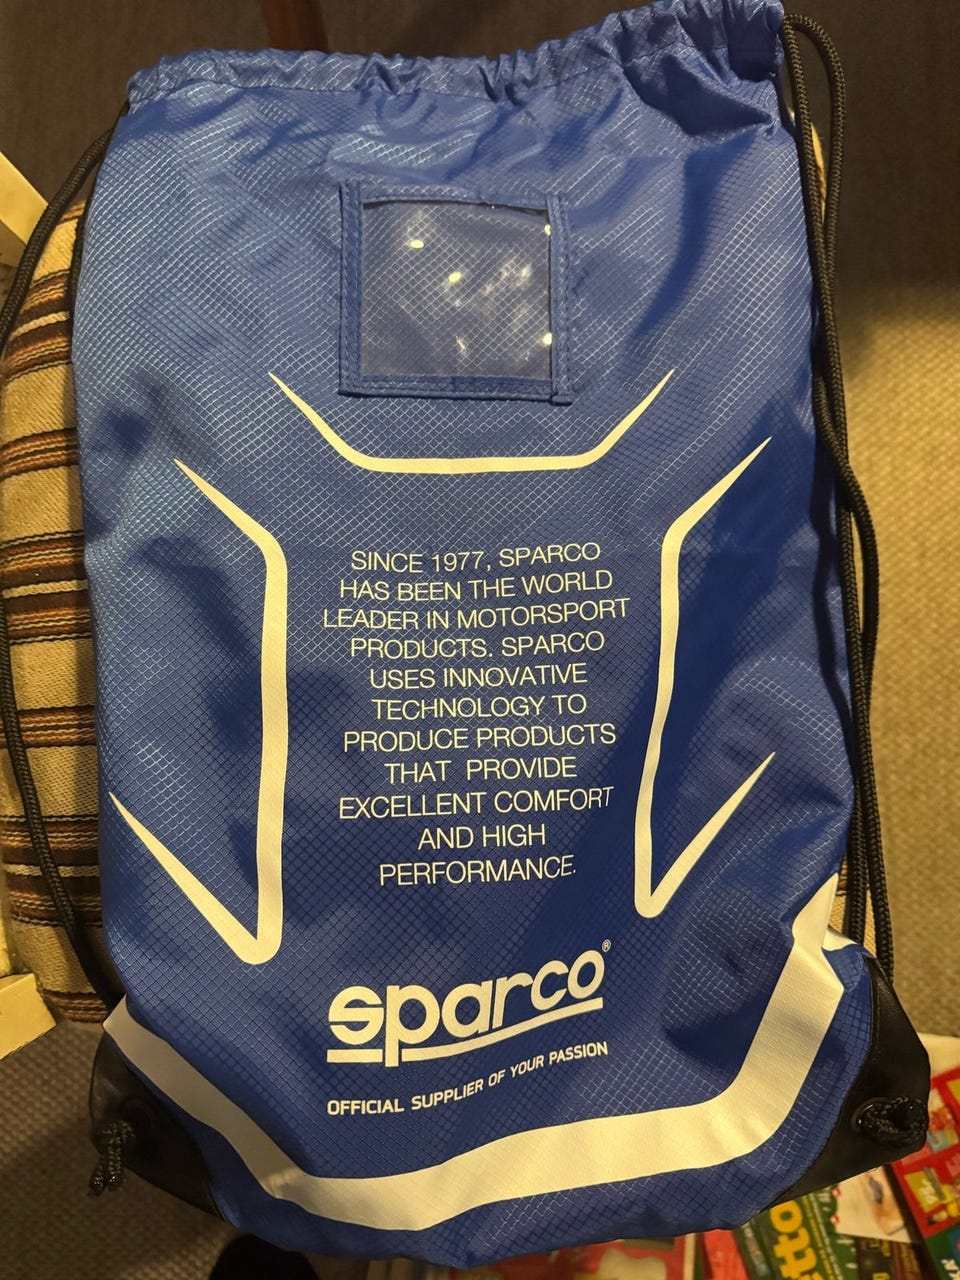 SINCE 1977, SPARCO
HAS BEEN THE WORLD
LEADER IN MOTORSPORT
PRODUCTS. SPARCO
USES INNOVATIVE
TECHNOLOGY TO
PRODUCE PRODUCTS
THAT PROVIDE
EXCELLENT COMFORT
AND HIGH
PERFORMANCE.
sparco®
OFFICIAL SUPPLIER OF YOUR PASSION